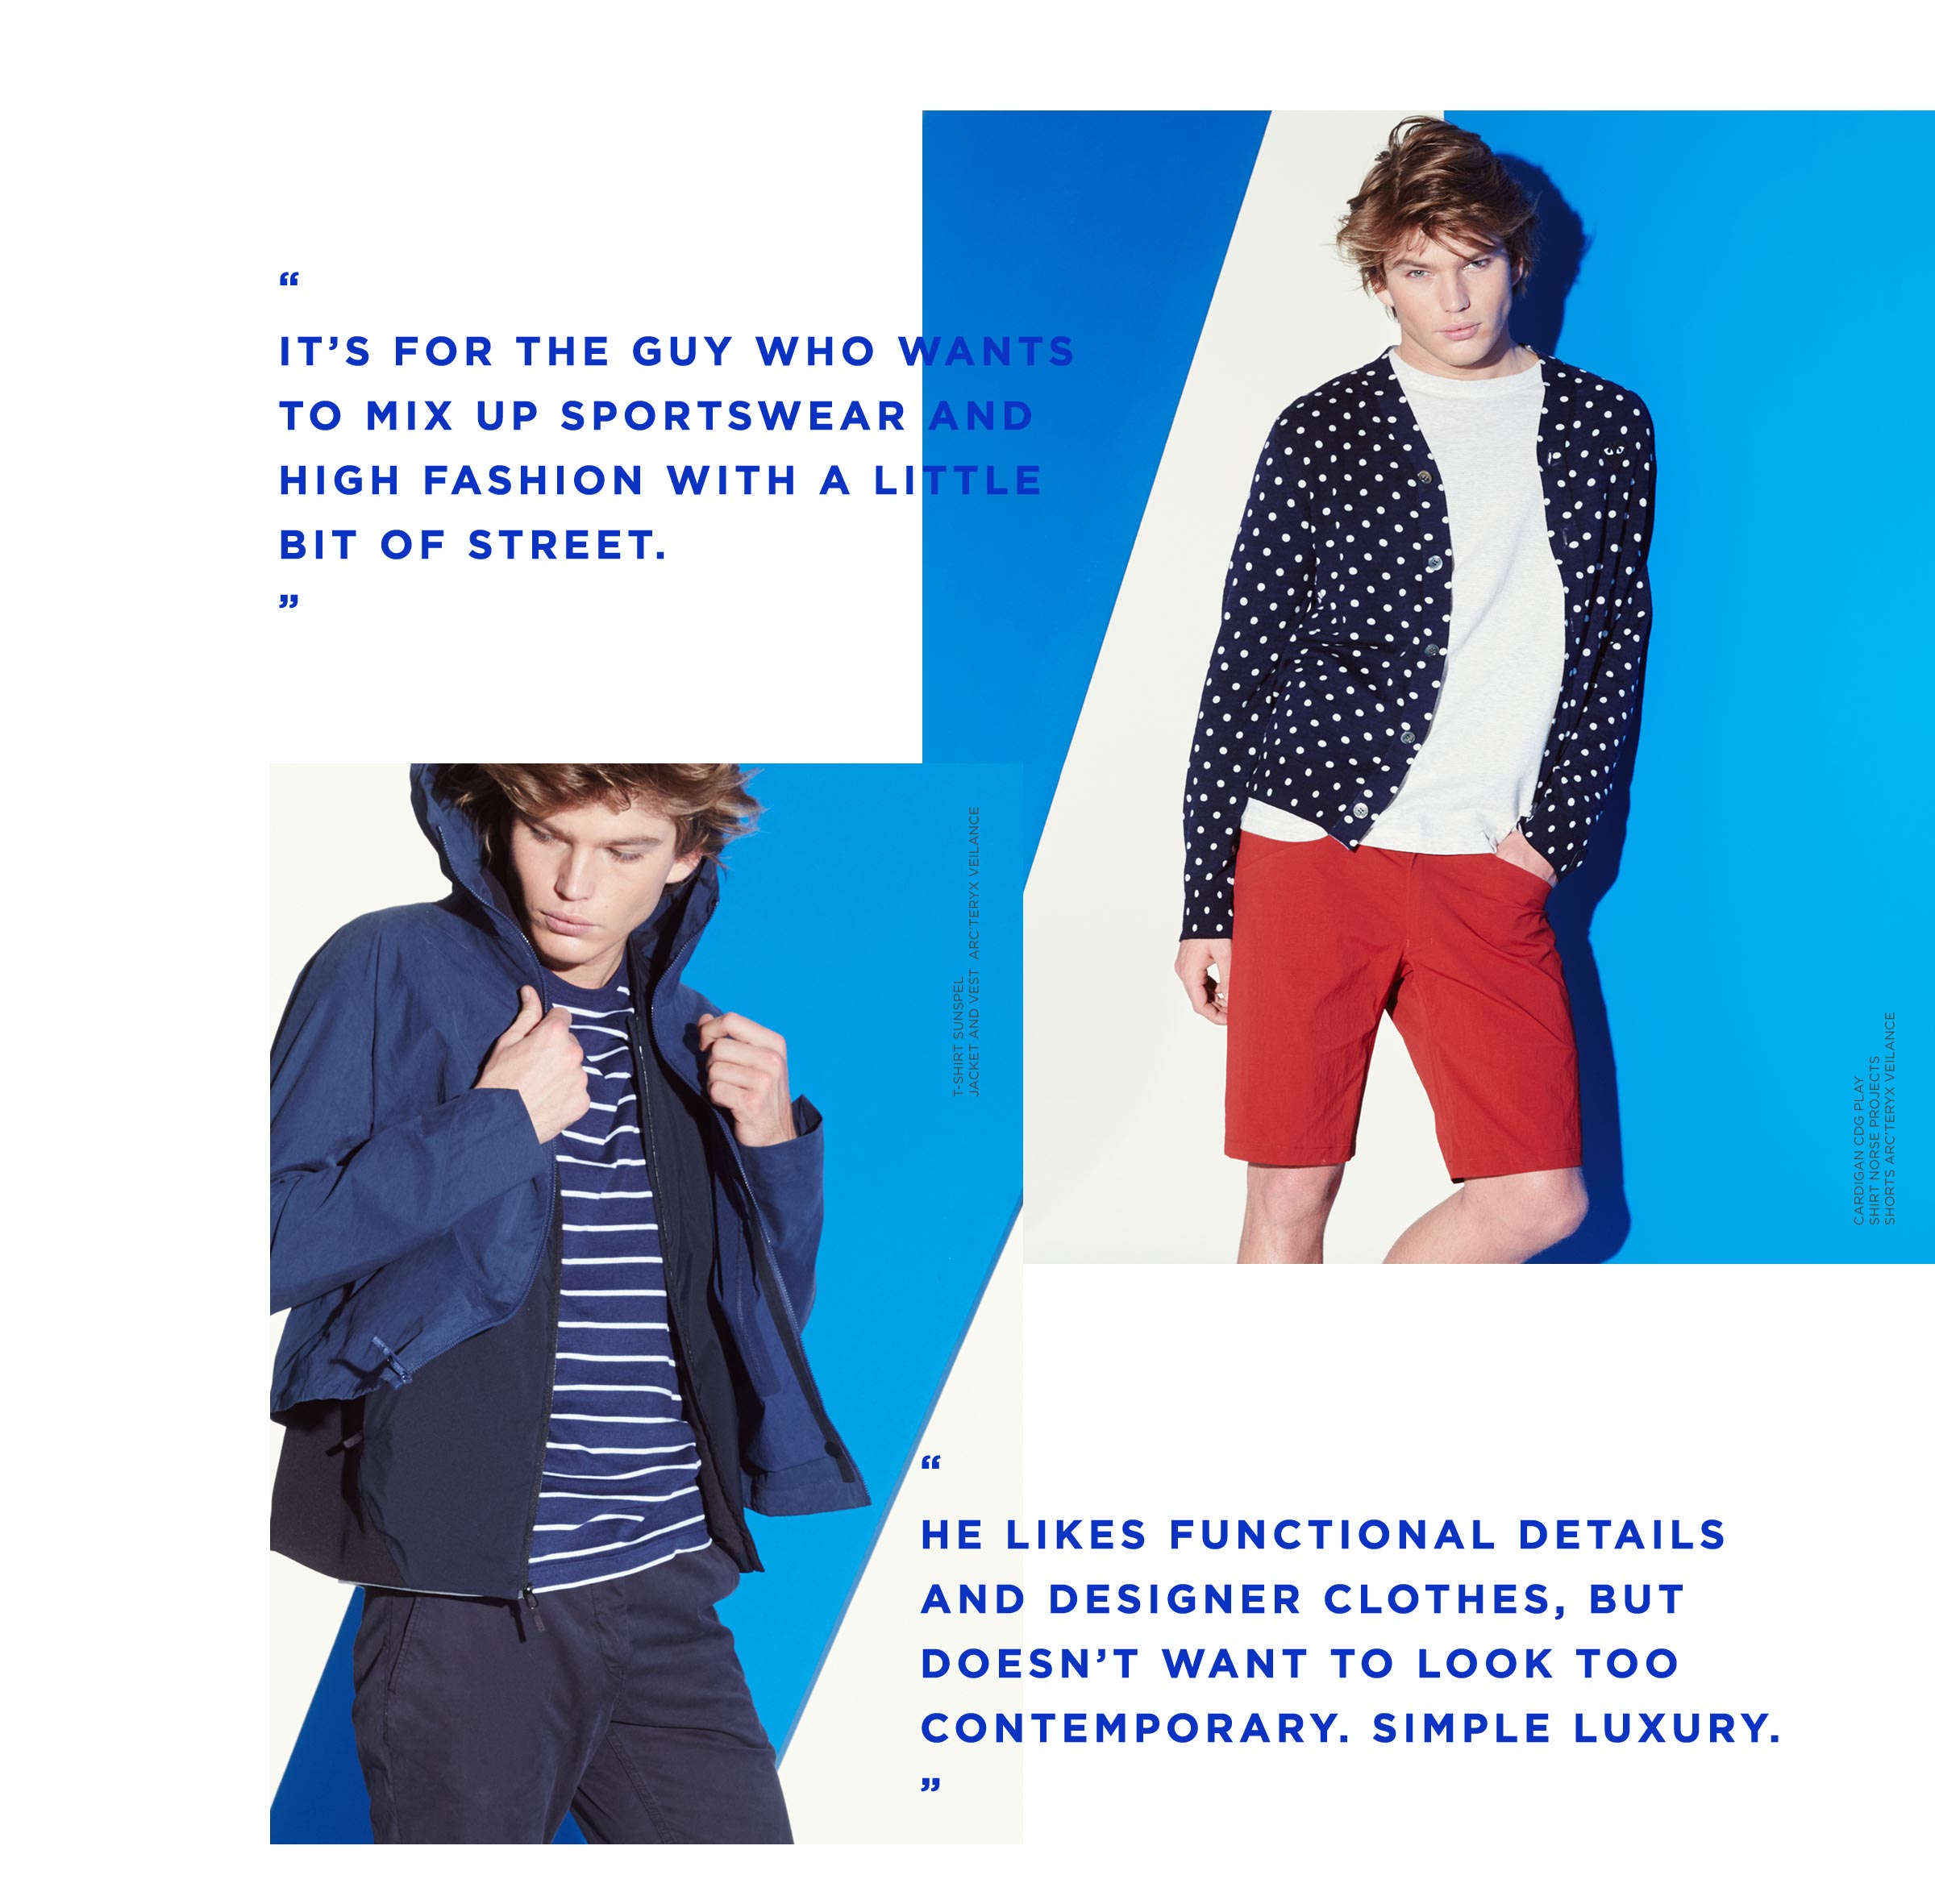 “
IT’S FOR THE GUY WHO WANTS
TO MIX UP SPORTSWEAR AND
HIGH FASHION WITH A LITTLE
BIT OF STREET.
”
T-SHIRT SUNSPEL
JACKET AND VEST  ARC'TERYX VEILANCE
CARDIGAN CDG PLAY
SHIRT NORSE PROJECTS
SHORTS ARC'TERYX VEILANCE
“
HE LIKES FUNCTIONAL DETAILS
AND DESIGNER CLOTHES, BUT
DOESN’T WANT TO LOOK TOO
CONTEMPORARY. SIMPLE LUXURY.
”